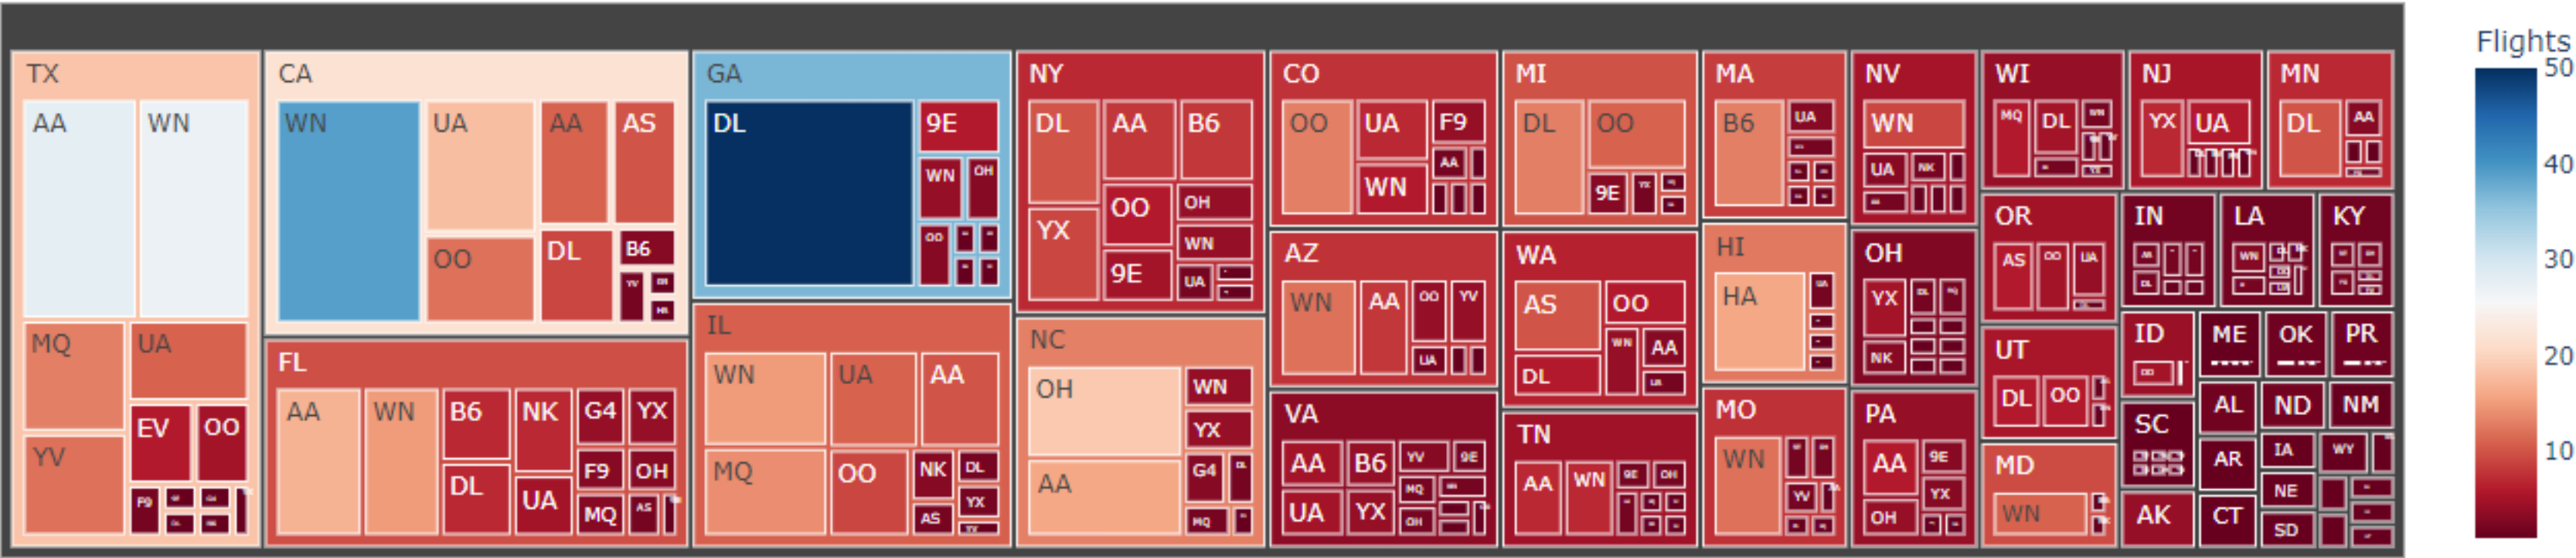 TX
AA
WN
MQ
UA
YV
EV
OO
F9
CA
WN
UA
AA
AS
OO
DL
B6
YV
FL
AA
WN
B6
NK
G4
YX
DL
UA
F9
OH
MQ
AS
GA
DL
9E
WN
OH
OO
IL
WN
UA
AA
MQ
OO
NK
DL
YX
AS
NY
DL
AA
B6
YX
OO
OH
WN
9E
UA
NC
OH
WN
YX
AA
G4
MQ
CO
OO
UA
F9
WN
AA
AZ
WN
AA
OO
YV
UA
VA
AA
B6
YV
9E
MQ
UA
YX
OH
MI
DL
OO
9E
WA
AS
OO
DL
WN
AA
UA
TN
AA
WN
9E
OH
MA
B6
UA
HI
HA
MO
WN
YV
NV
WN
UA
NK
OH
YX
NK
PA
AA
9E
YX
OH
WI
MQ
DL
WN
OR
AS
OO
UA
UT
DL
OO
MD
WN
NJ
YX
UA
MN
DL
AA
IN
LA
WN
KY
ID
OO
ME
OK
PR
SC
AL
ND
NM
AK
AR
IA
WY
NE
CT
SD
Flights
50
40
30
20
10